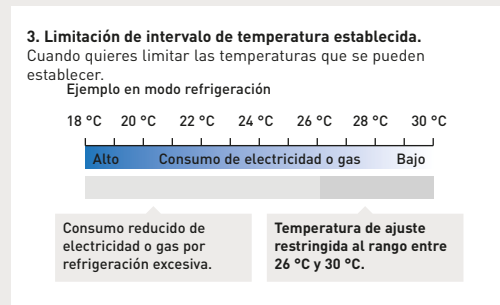 3. Limitación de intervalo de temperatura establecida.
Cuando quieres limitar las temperaturas que se pueden
establecer.
Ejemplo en modo refrigeración
18 °C 20 °C 22 °C 24 °C 26 °C 28 °C 30 °C
Alto Consumo de electricidad o gas Bajo
Consumo reducido de
electricidad o gas por
refrigeración excesiva.
Temperatura de ajuste
restringida al rango entre
26 °C y 30 °C.